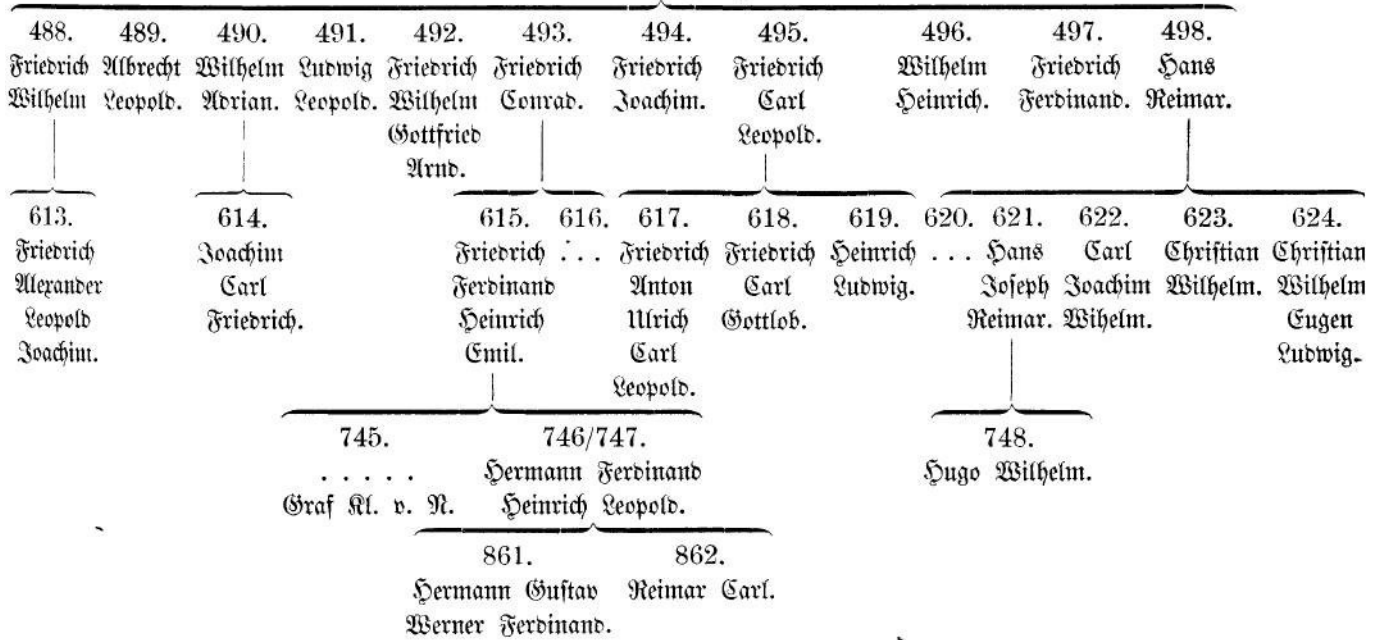 488. 489. 490. 491. 492. 493. 494. 495. 496. 497. 498.
Friedrich Albrecht Wilhelm Ludwig Friedrich Friedrich Friedrich Friedrich Wilhelm Friedrich Hans
Wilhelm Leopold. Adrian. Leopold. Wilhelm Conrad. Joachim. Carl Heinrich. Ferdinand. Reimar.
Gottfried Leopold.
Arnd.
613. 614. 615. 616. 617. 618. 619. 620. 621. 622. 623. 624.
Friedrich Joachim Friedrich . . . Friedrich Friedrich Heinrich . . . Hans Carl Christian Christian
Alexander Carl Ferdinand Anton Carl Ludwig. Joseph Joachim Wilhelm. Wilhelm
Leopold Friedrich. Heinrich Ulrich Gottlob. Reimar. Wihelm. Eugen
Joachim. Emil. Carl Ludwig.
Leopold.
745. 746/747. 748.
. . . . . Hermann Ferdinand Hugo Wilhelm.
Graf Kl. v. N. Heinrich Leopold.
861. 862.
Hermann Gustav Reimar Carl.
Werner Ferdinand.